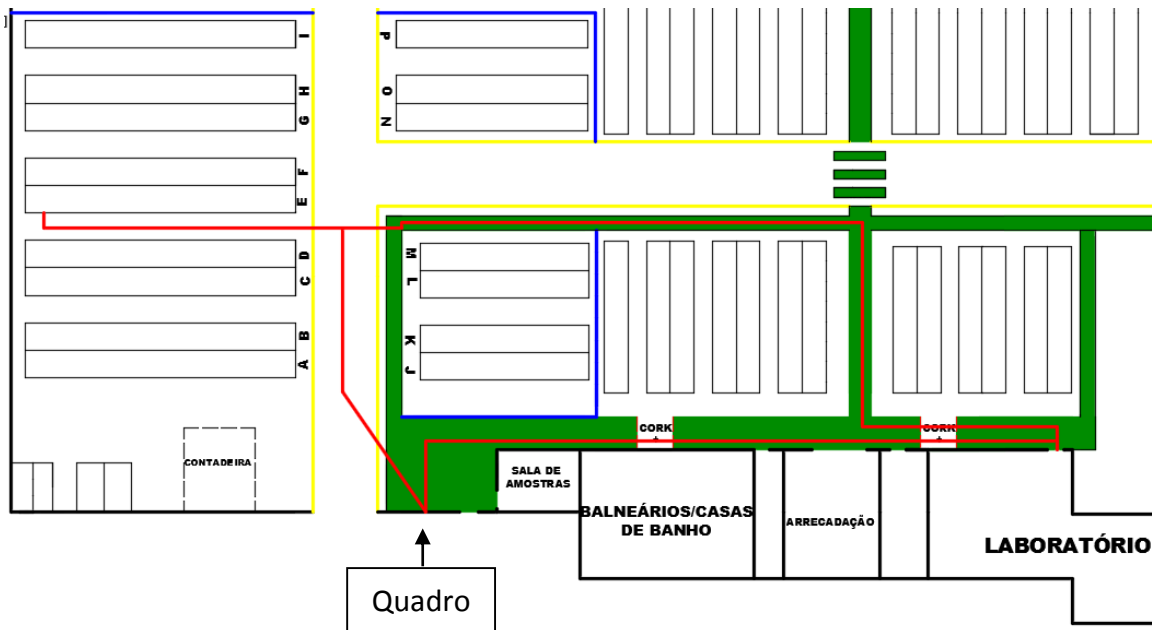 I
P
H
O
G
N
F
E
D
M
C
L
B
K
A
J
CORK
+
CORK
+
CONTADEIRA
SALA DE
AMOSTRAS
BALNEÁRIOS/CASAS
DE BANHO
ARRECADAÇÃO
LABORATÓRIO
Quadro